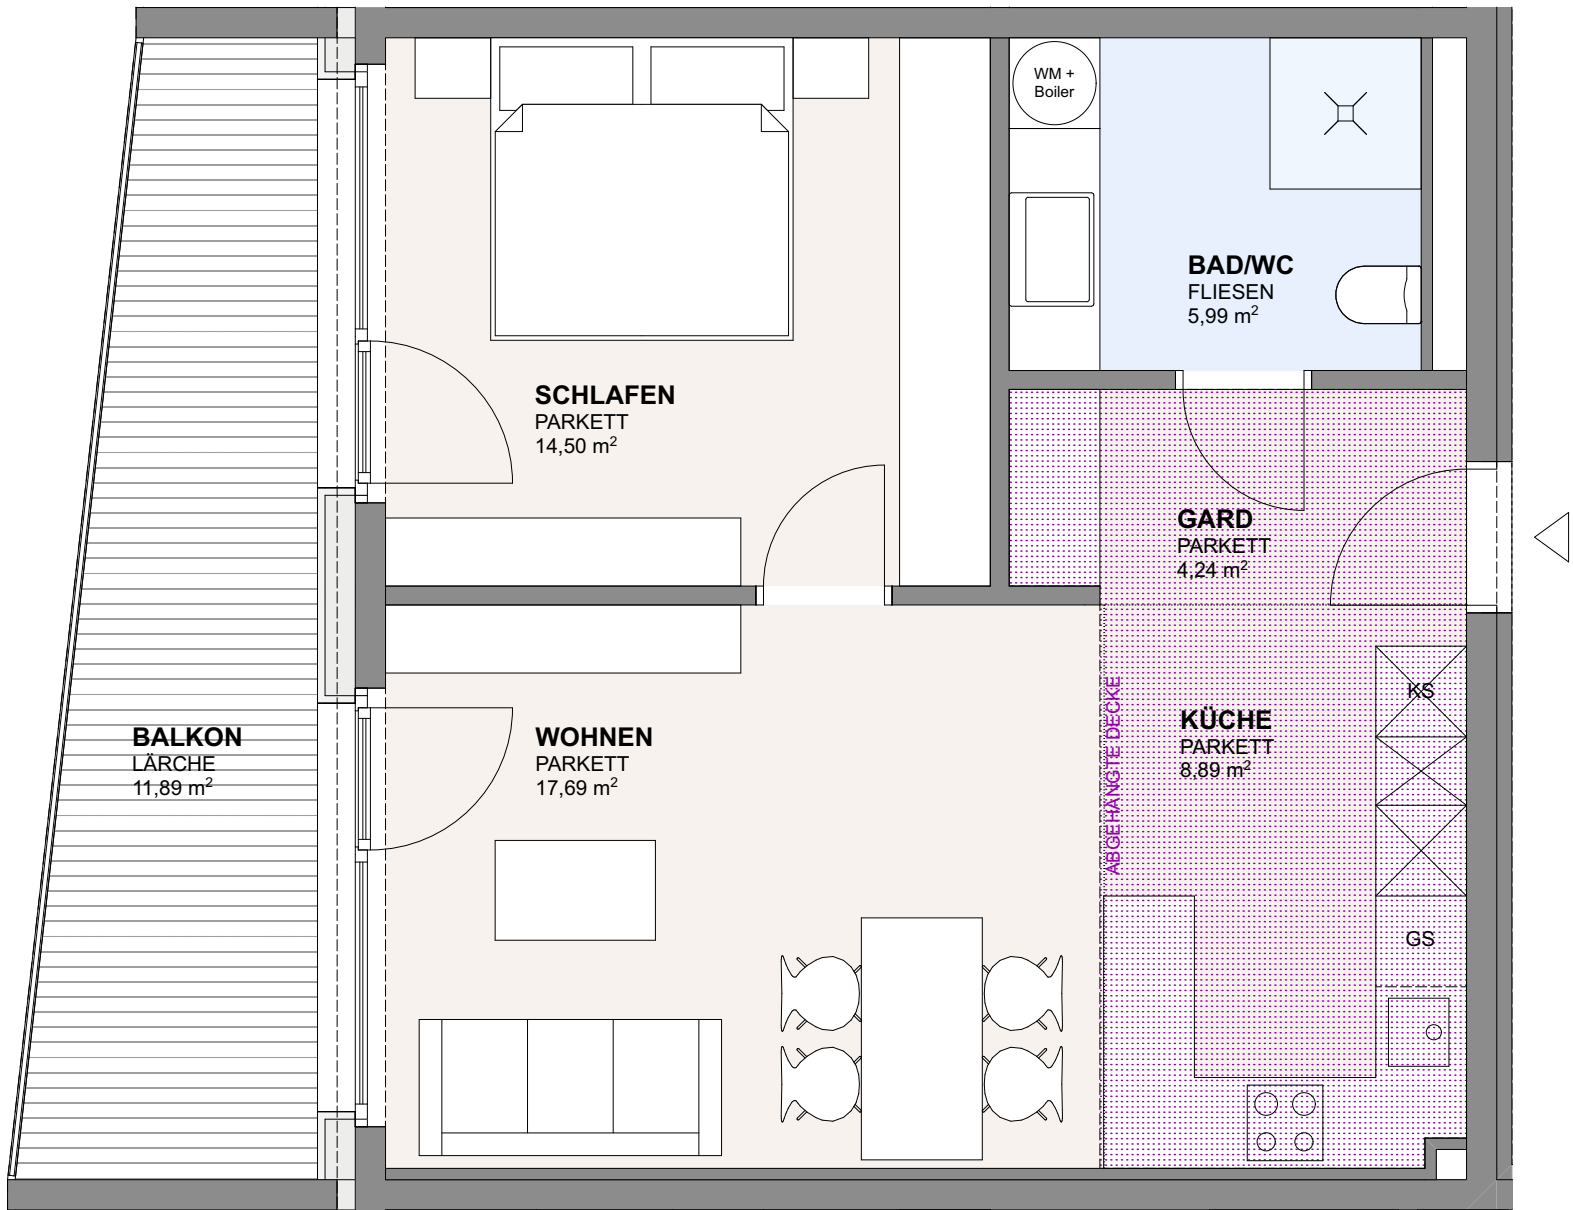 WM +
Boiler
BAD/WC
FLIESEN
5,99 m²
SCHLAFEN
PARKETT
14,50 m²
GARD
PARKETT
4,24 m²
BALKON
LÄRCHE
11,89 m²
WOHNEN
PARKETT
17,69 m²
ABGEHÄNGTE DECKE
KÜCHE
PARKETT
8,89 m²
KS
GS